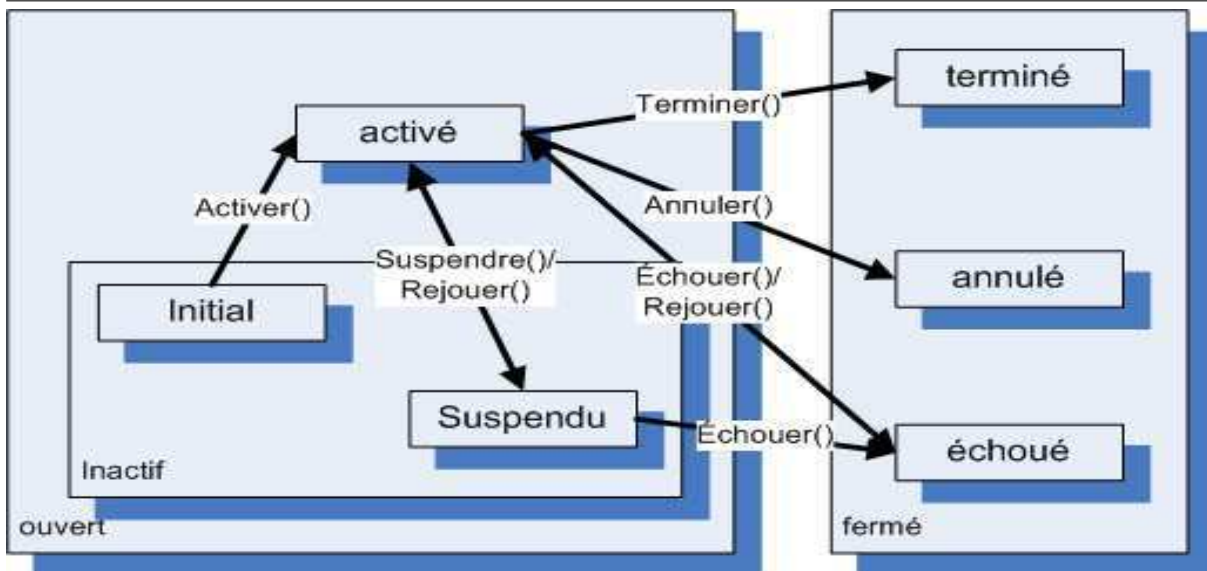 terminé
Terminer()
activé
Activer()
Annuler()
Suspendre()/
Rejouer()
Échouer()/
Rejouer()
annulé
Initial
Suspendu
Échouer()
échoué
Inactif
ouvert
fermé